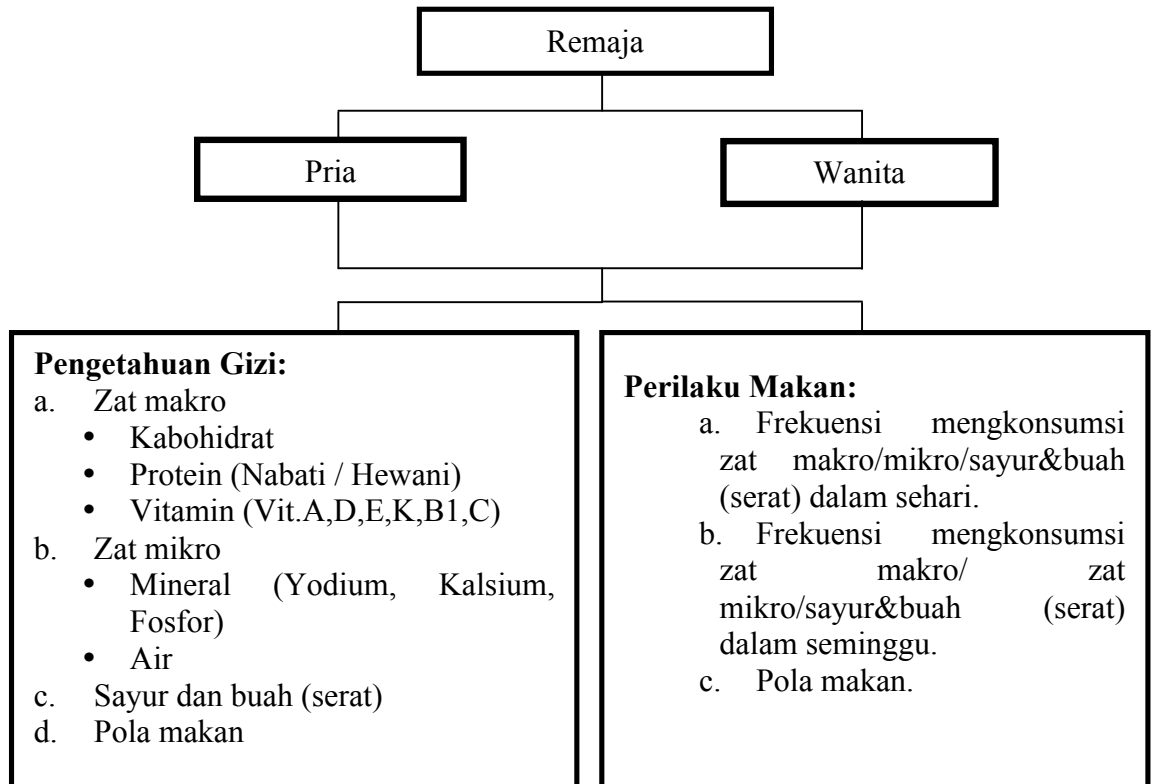 Remaja
Pria
Wanita
Pengetahuan Gizi:
a. Zat makro
• Kabohidrat
• Protein (Nabati / Hewani)
• Vitamin (Vit.A,D,E,K,B1,C)
b. Zat mikro
• Mineral (Yodium, Kalsium,
Fosfor)
• Air
c. Sayur dan buah (serat)
d. Pola makan
Perilaku Makan:
a. Frekuensi mengkonsumsi
zat makro/mikro/sayur&buah
(serat) dalam sehari.
b. Frekuensi mengkonsumsi
zat makro/ zat
mikro/sayur&buah (serat)
dalam seminggu.
c. Pola makan.